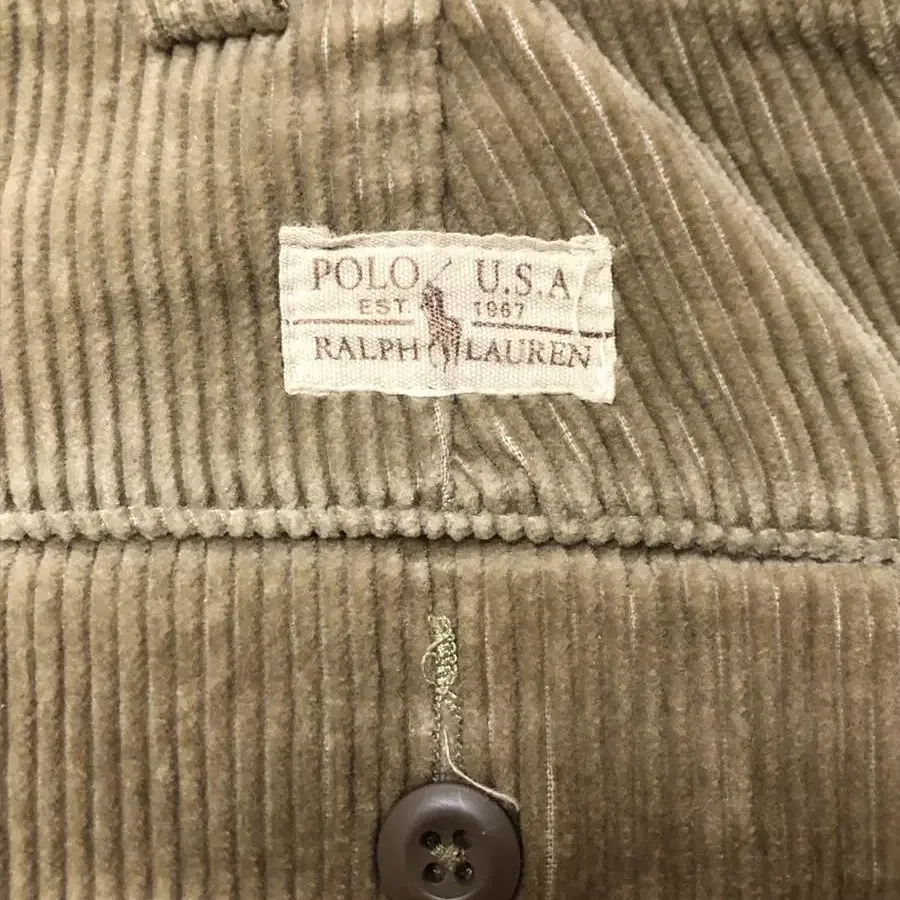 POLO U.S.A
EST. 1967
RALPH LAUREN